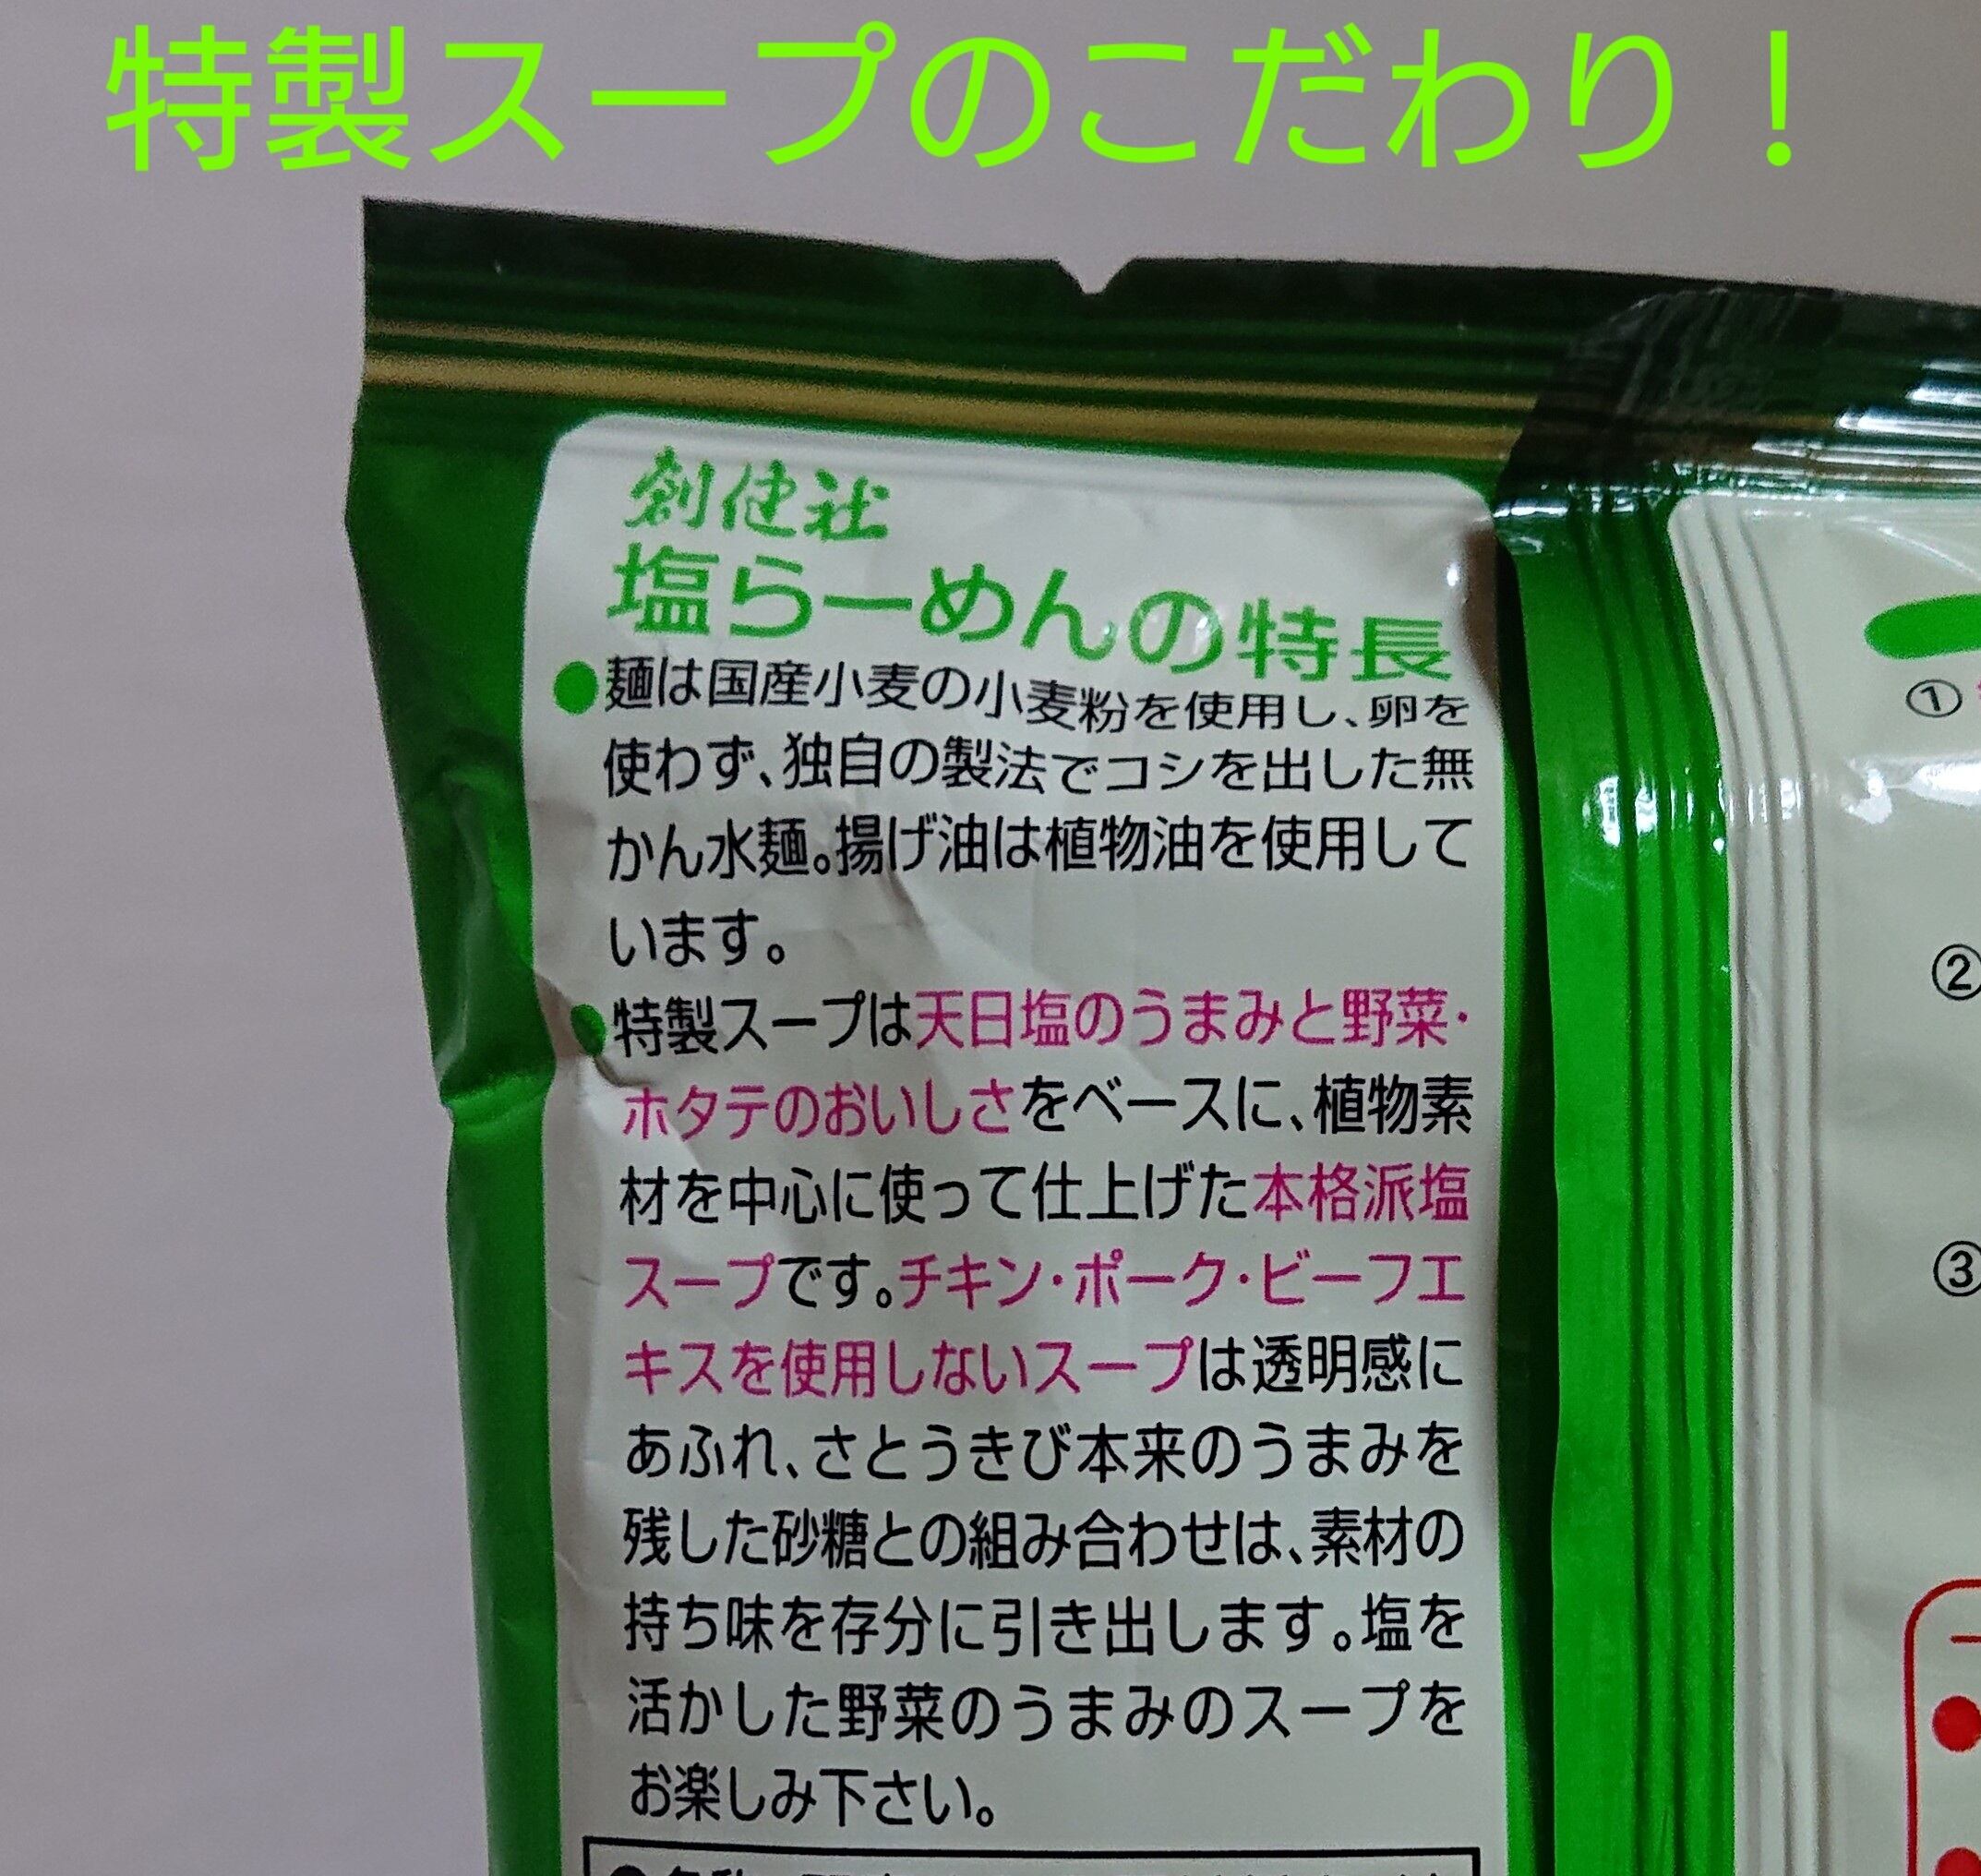 特製スープのこだわり！
創健社
塩らーめんの特長
●麺は国産小麦の小麦粉を使用し、卵を
使わず、独自の製法でコシを出した無
かん水麺。揚げ油は植物油を使用して
います。
●特製スープは天日塩のうまみと野菜・
ホタテのおいしさをベースに、植物素
材を中心に使って仕上げた本格派塩
スープです。チキン・ポーク・ビーフエ
キスを使用しないスープは透明感に
あふれ、さとうきび本来のうまみを
残した砂糖との組み合わせは、素材の
持ち味を存分に引き出します。塩を
活かした野菜のうまみのスープを
お楽しみ下さい。
①
②
③